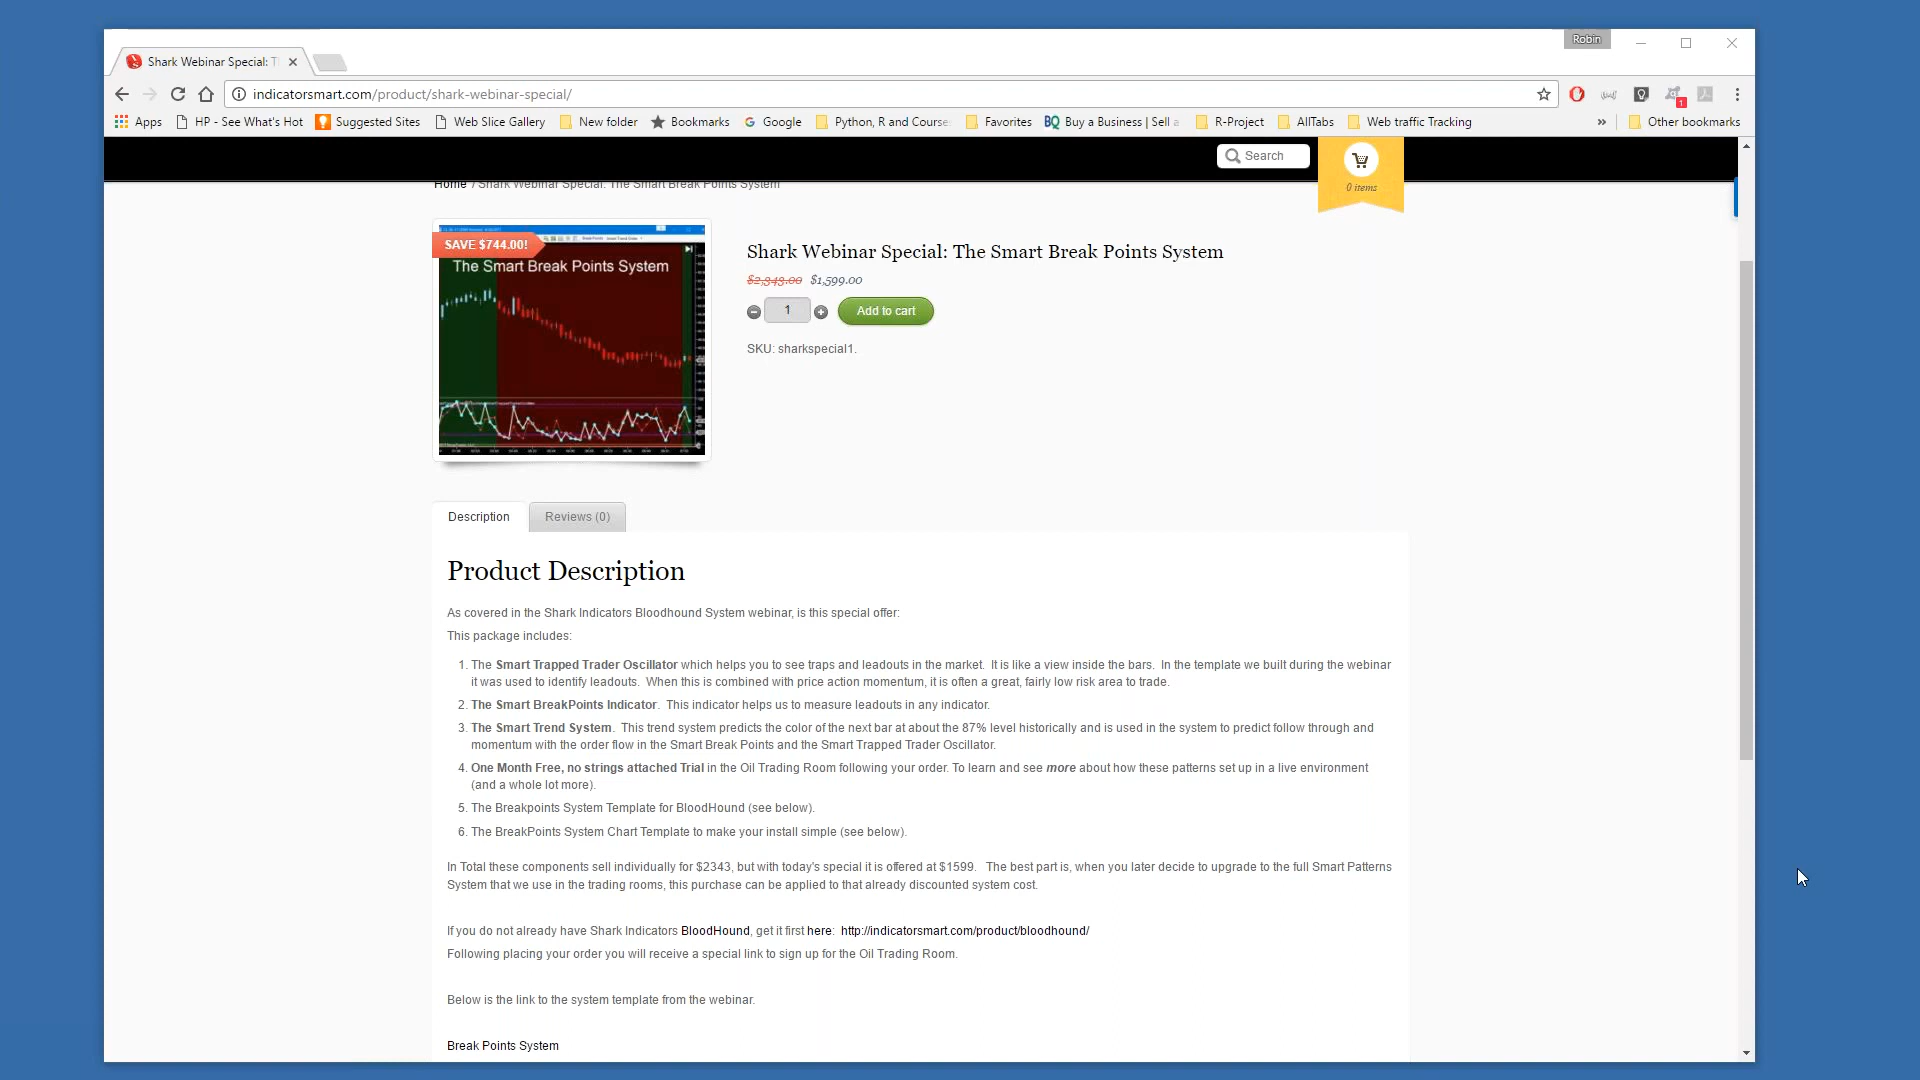 Robin
Shark Webinar Special: T
indicatorsmart.com/product/shark-webinar-special/
1
Apps HP - See What's Hot Suggested Sites Web Slice Gallery New folder Bookmarks Google Python, R and Course Favorites BQ Buy a Business | Sell a R-Project AllTabs Web traffic Tracking » Other bookmarks
Search
0 items
Home / Shark Webinar Special: The Smart Break Points System
SAVE $744.00!
The Smart Break Points System
Shark Webinar Special: The Smart Break Points System
$2,343.00 $1,599.00
1
Add to cart
SKU: sharkspecial1.
Description Reviews (0)
Product Description
As covered in the Shark Indicators Bloodhound System webinar, is this special offer:
This package includes:
1. The Smart Trapped Trader Oscillator which helps you to see traps and leadouts in the market. It is like a view inside the bars. In the template we built during the webinar
it was used to identify leadouts. When this is combined with price action momentum, it is often a great, fairly low risk area to trade.
2. The Smart BreakPoints Indicator. This indicator helps us to measure leadouts in any indicator.
3. The Smart Trend System. This trend system predicts the color of the next bar at about the 87% level historically and is used in the system to predict follow through and
momentum with the order flow in the Smart Break Points and the Smart Trapped Trader Oscillator.
4. One Month Free, no strings attached Trial in the Oil Trading Room following your order. To learn and see more about how these patterns set up in a live environment
(and a whole lot more).
5. The Breakpoints System Template for BloodHound (see below).
6. The BreakPoints System Chart Template to make your install simple (see below).
In Total these components sell individually for $2343, but with today's special it is offered at $1599. The best part is, when you later decide to upgrade to the full Smart Patterns
System that we use in the trading rooms, this purchase can be applied to that already discounted system cost.
If you do not already have Shark Indicators BloodHound, get it first here: http://indicatorsmart.com/product/bloodhound/
Following placing your order you will receive a special link to sign up for the Oil Trading Room.
Below is the link to the system template from the webinar.
Break Points System